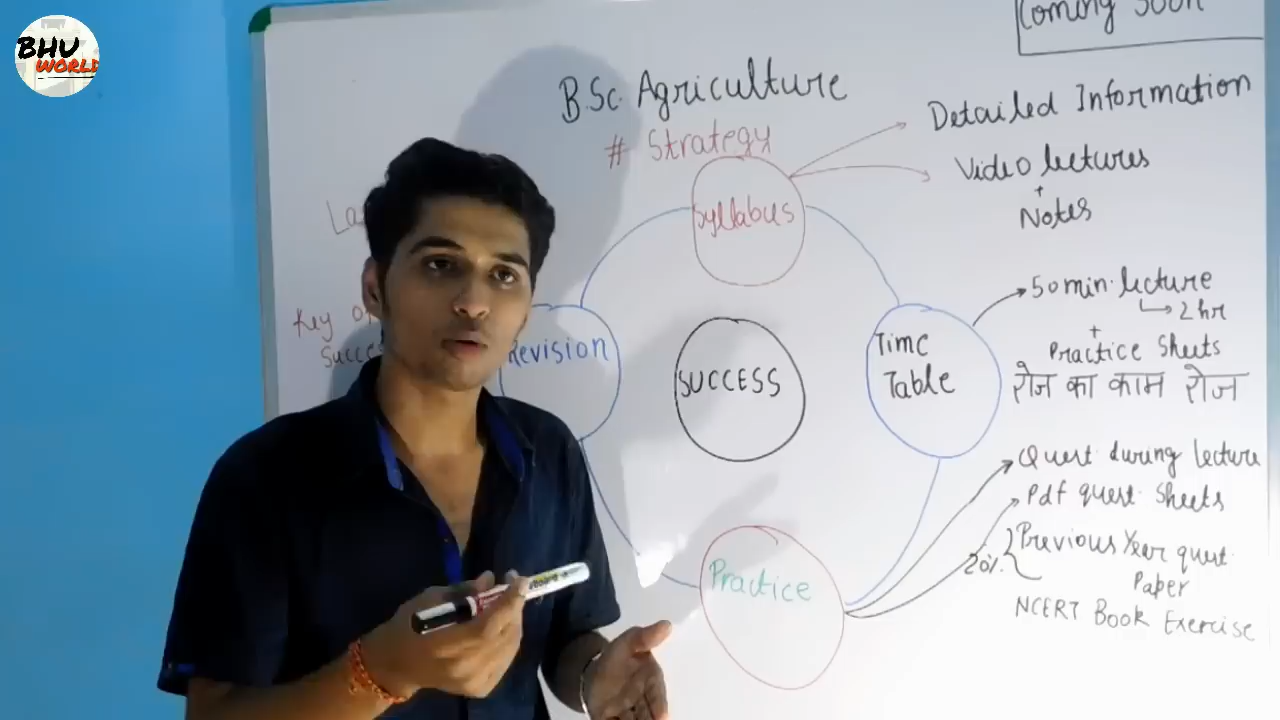 BHU
WORLD
Coming Soon
B.Sc. Agriculture
# Strategy
Syllabus
Detailed Information
Video lectures
+
Notes
Time
Table
50 min. lecture
2 hr
+
Practice Sheets
रोज का काम रोज
Practice
Quest. during lecture
Pdf quest. Sheets
20%
Previous Year quest.
Paper
NCERT Book Exercise
Revision
SUCCESS
Key of